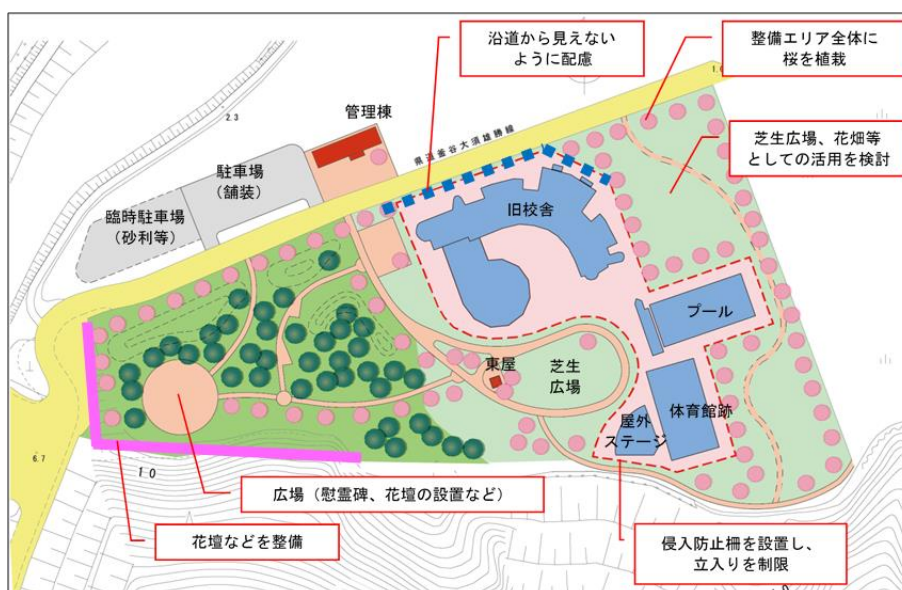 沿道から見えない
ように配慮
整備エリア全体に
桜を植栽
管理棟
2.3
県道釜谷大須雄勝線
芝生広場、花畑等
としての活用を検討
駐車場
（舗装）
旧校舎
臨時駐車場
（砂利等）
プール
東屋
芝生
広場
体育館跡
屋外
ステージ
6.7
10
広場（慰霊碑、花壇の設置など）
花壇などを整備
侵入防止柵を設置し、
立入りを制限